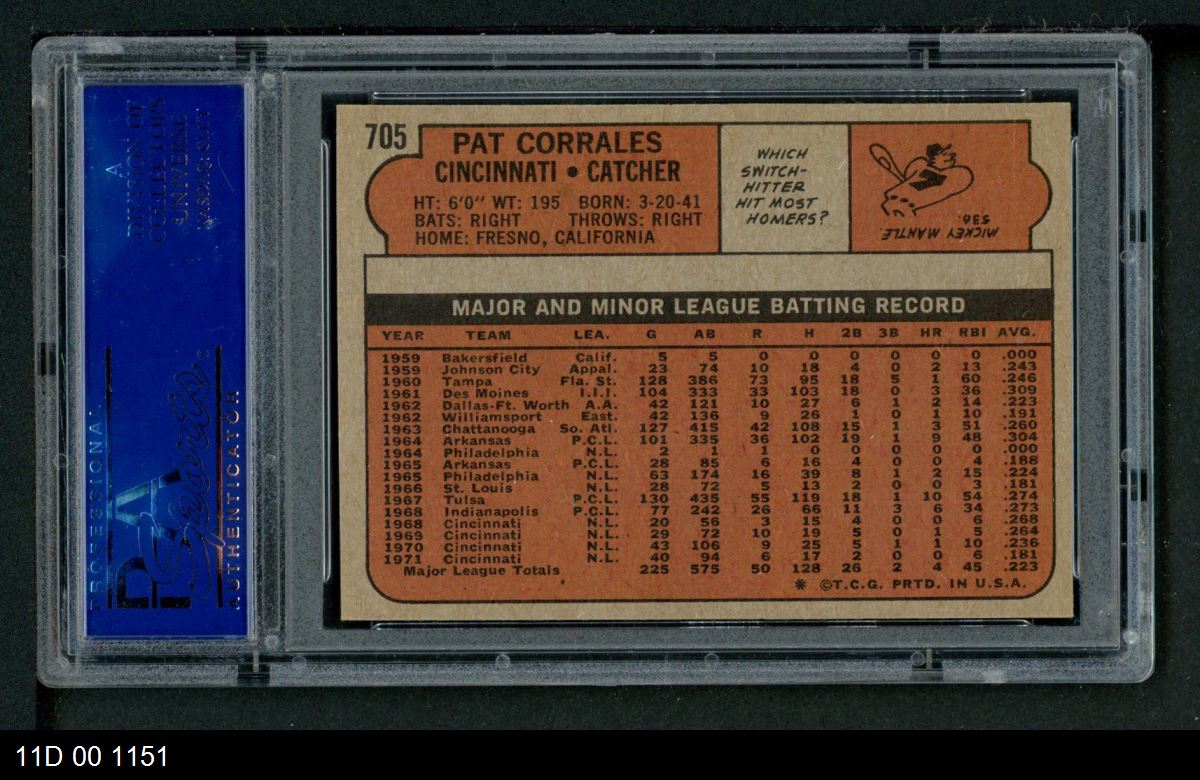 A
DIVISION OF
COLLECTORS
UNIVERSE
NASDAQ: CLCT
PROFESSIONAL
PSA
Sports
AUTHENTICATOR
705
PAT CORRALES
CINCINNATI • CATCHER
HT: 6'0" WT: 195 BORN: 3-20-41
BATS: RIGHT THROWS: RIGHT
HOME: FRESNO, CALIFORNIA
WHICH
SWITCH-
HITTER
HIT MOST
HOMERS?
MICKEY MANTLE
536.
MAJOR AND MINOR LEAGUE BATTING RECORD
YEAR TEAM LEA. G AB R H 2B 3B HR RBI AVG.
1959 Bakersfield Calif. 5 5 0 0 0 0 0 0 .000
1959 Johnson City Appal. 23 74 10 18 4 0 2 13 .243
1960 Tampa Fla. St. 128 386 73 95 18 5 1 60 .246
1961 Des Moines I.I.I. 104 333 33 103 18 0 3 36 .309
1962 Dallas-Ft. Worth A.A. 42 121 10 27 6 1 2 14 .223
1962 Williamsport East. 42 136 9 26 1 0 1 10 .191
1963 Chattanooga So. Atl. 127 415 42 108 15 1 3 51 .260
1964 Arkansas P.C.L. 101 335 36 102 19 1 9 48 .304
1964 Philadelphia N.L. 2 1 1 0 0 0 0 0 .000
1965 Arkansas P.C.L. 28 85 6 16 4 0 0 4 .188
1965 Philadelphia N.L. 63 174 16 39 8 1 2 15 .224
1966 St. Louis N.L. 28 72 5 13 2 0 0 3 .181
1967 Tulsa P.C.L. 130 435 55 119 18 1 10 54 .274
1968 Indianapolis P.C.L. 77 242 26 66 11 3 6 34 .273
1968 Cincinnati N.L. 20 56 3 15 4 0 0 6 .268
1969 Cincinnati N.L. 29 72 10 19 5 0 1 5 .264
1970 Cincinnati N.L. 43 106 9 25 5 1 1 10 .236
1971 Cincinnati N.L. 40 94 6 17 2 0 0 6 .181
Major League Totals 225 575 50 128 26 2 4 45 .223
* ©T.C.G. PRTD. IN U.S.A.
11D 00 1151